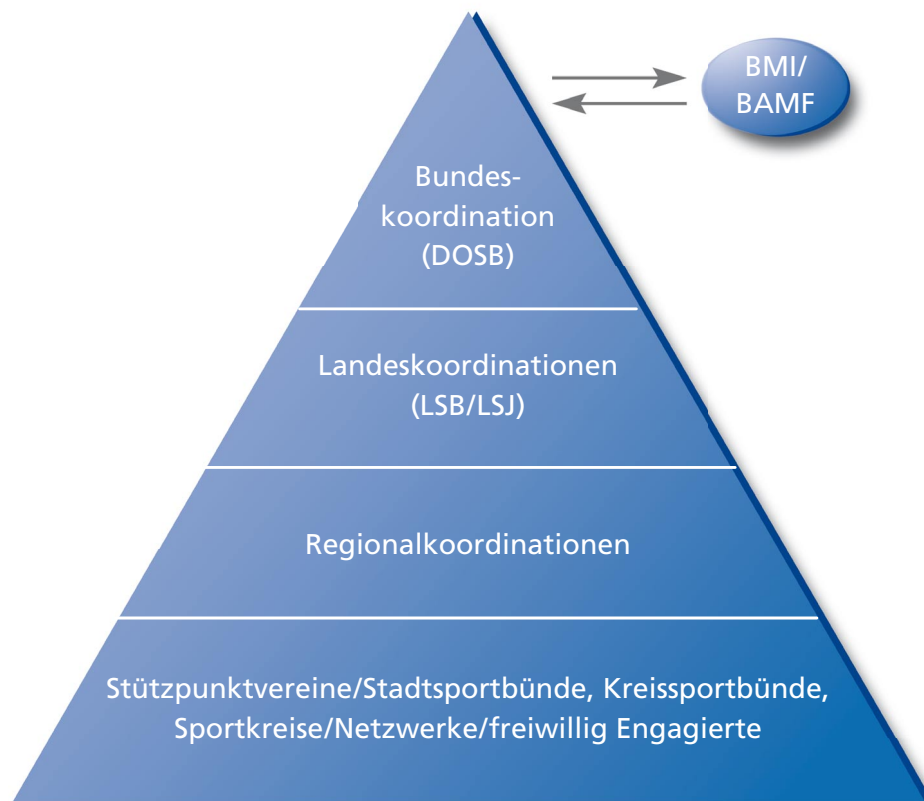 BMI/
BAMF
Bundes-
koordination
(DOSB)
Landeskoordinationen
(LSB/LSJ)
Regionalkoordinationen
Stützpunktvereine/Stadtsportbünde, Kreissportbünde,
Sportkreise/Netzwerke/freiwillig Engagierte